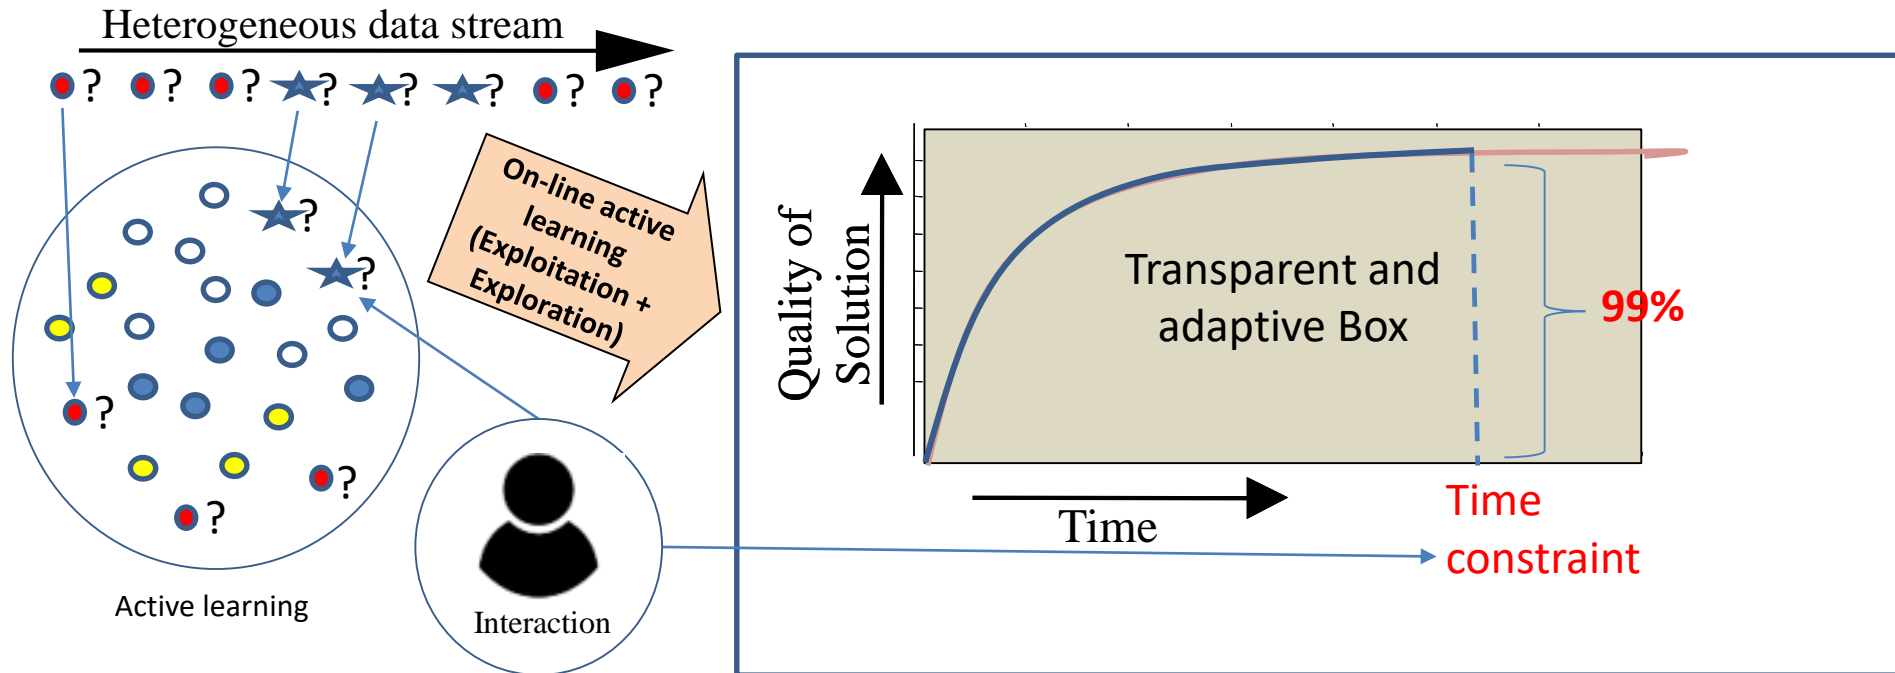 Heterogeneous data stream
? ? ? ? ? ? ? ?
?
?
?
?
?
Active learning
On-line active
learning
(Exploitation +
Exploration)
Interaction
Quality of
Solution
Transparent and
adaptive Box
99%
Time
Time
constraint